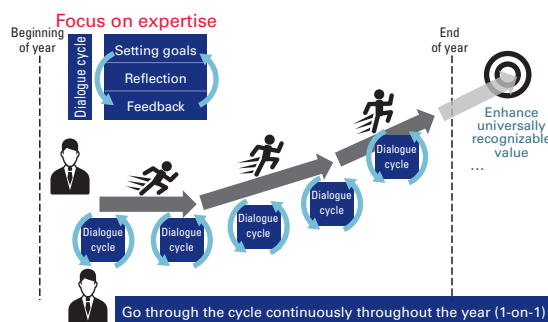 Focus on expertise
Beginning
of year
Dialogue cycle
Setting goals
Reflection
Feedback
End
of year
Enhance
universally
recognizable
value
…
Dialogue
cycle
Dialogue
cycle
Dialogue
cycle
Dialogue
cycle
Dialogue
cycle
Go through the cycle continuously throughout the year (1-on-1)